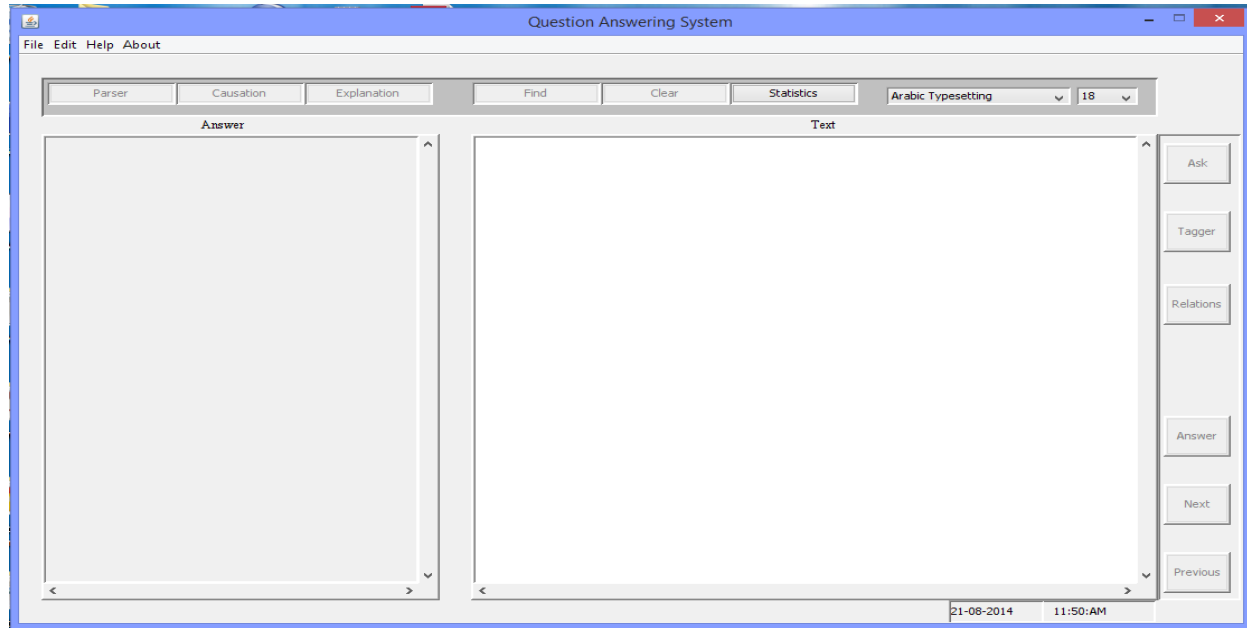 Question Answering System
File Edit Help About
Parser Causation Explanation Find Clear Statistics Arabic Typesetting 18
Answer Text
Ask
Tagger
Relations
Answer
Next
Previous
21-08-2014 11:50:AM